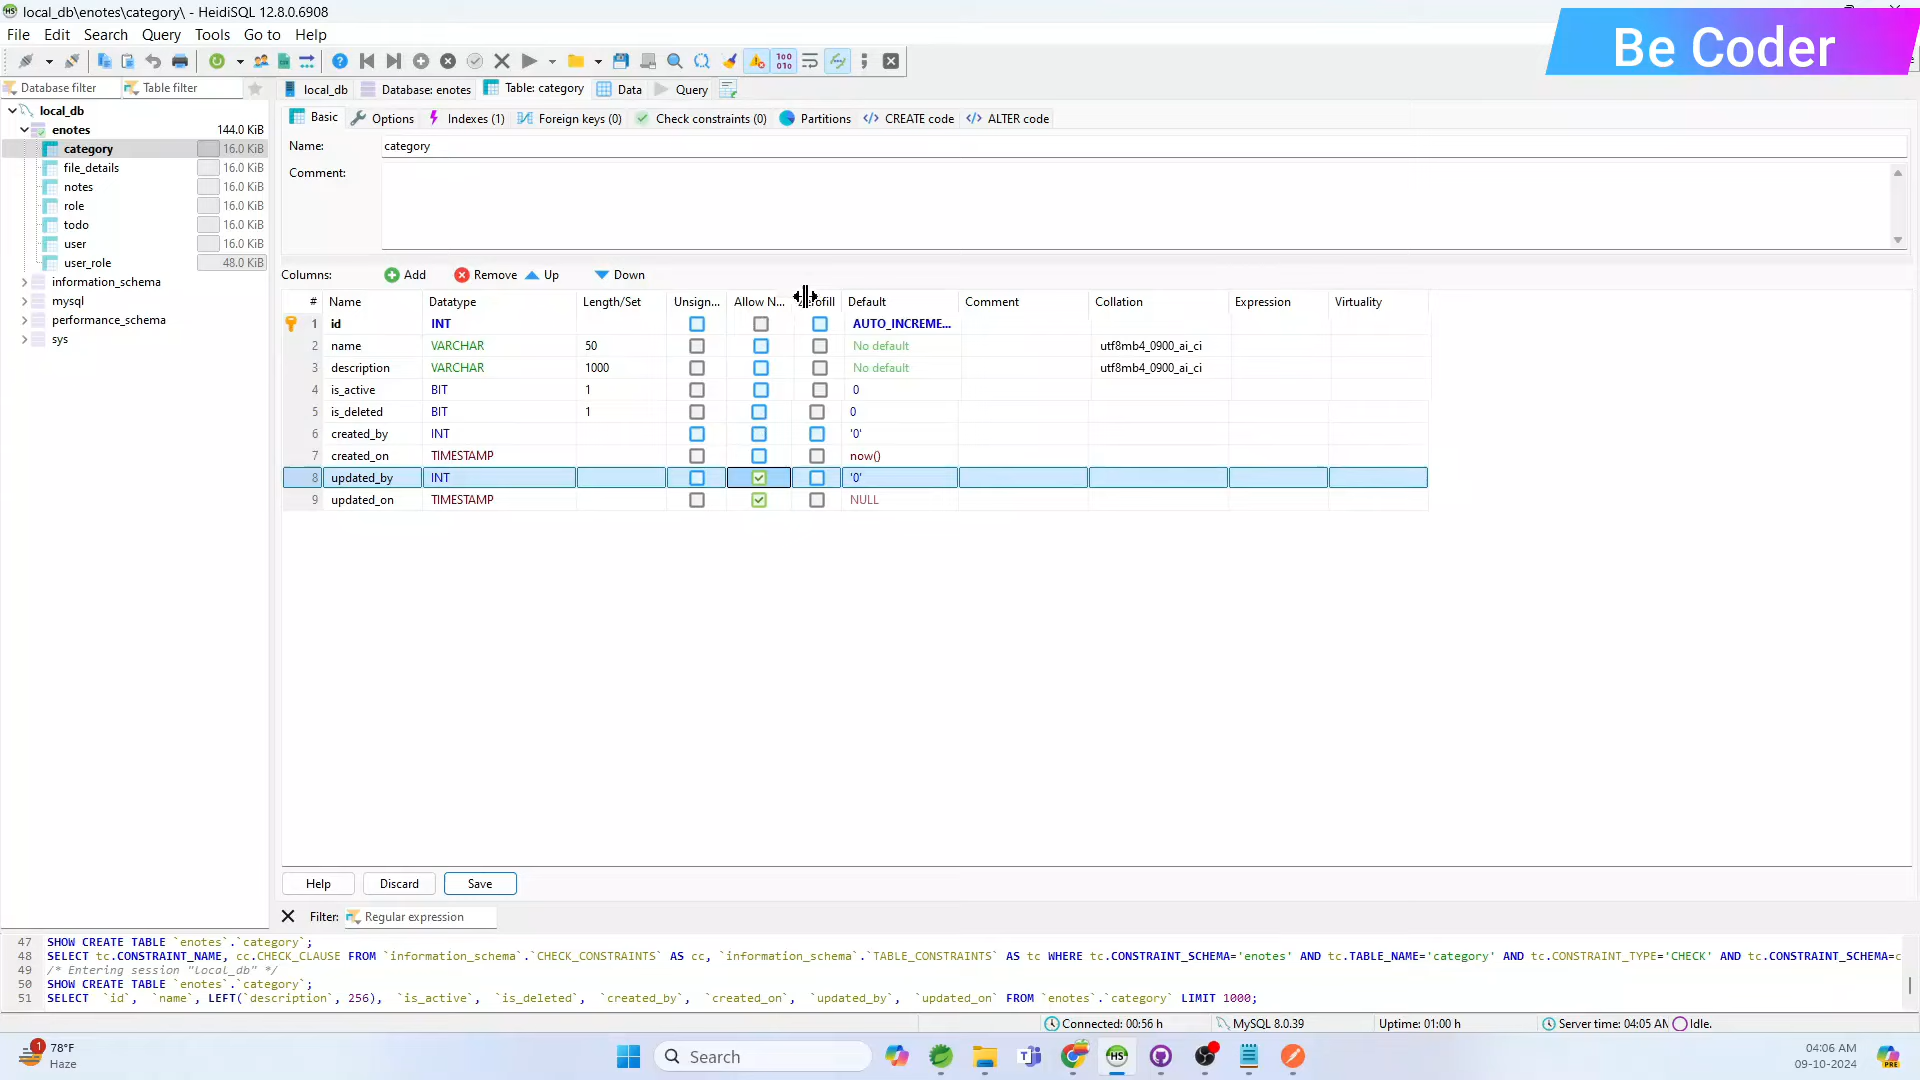 local_db\enotes\category\ - HeidiSQL 12.8.0.6908
File Edit Search Query Tools Go to Help
Be Coder
Database filter Table filter
local_db Database: enotes Table: category Data Query
local_db
enotes 144.0 KiB
category 16.0 KiB
file_details 16.0 KiB
notes 16.0 KiB
role 16.0 KiB
todo 16.0 KiB
user 16.0 KiB
user_role 48.0 KiB
information_schema
mysql
performance_schema
sys
Basic Options Indexes (1) Foreign keys (0) Check constraints (0) Partitions CREATE code ALTER code
Name: category
Comment:
Columns: Add Remove Up Down
# Name Datatype Length/Set Unsign... Allow N... Default Comment Collation Expression Virtuality
1 id INT AUTO_INCREME...
2 name VARCHAR 50 No default utf8mb4_0900_ai_ci
3 description VARCHAR 1000 No default utf8mb4_0900_ai_ci
4 is_active BIT 1 0
5 is_deleted BIT 1 0
6 created_by INT '0'
7 created_on TIMESTAMP now()
8 updated_by INT '0'
9 updated_on TIMESTAMP NULL
Help Discard Save
Filter: Regular expression
47 SHOW CREATE TABLE `enotes`.`category`;
48 SELECT tc.CONSTRAINT_NAME, cc.CHECK_CLAUSE FROM `information_schema`.`CHECK_CONSTRAINTS` AS cc, `information_schema`.`TABLE_CONSTRAINTS` AS tc WHERE tc.CONSTRAINT_SCHEMA='enotes' AND tc.TABLE_NAME='category' AND tc.CONSTRAINT_TYPE='CHECK' AND tc.CONSTRAINT_SCHEMA=c
49 /* Entering session "local_db" */
50 SHOW CREATE TABLE `enotes`.`category`;
51 SELECT `id`, `name`, LEFT(`description`, 256), `is_active`, `is_deleted`, `created_by`, `created_on`, `updated_by`, `updated_on` FROM `enotes`.`category` LIMIT 1000;
Connected: 00:56 h MySQL 8.0.39 Uptime: 01:00 h Server time: 04:05 AM Idle.
1 78°F
Haze
Search
04:06 AM
09-10-2024